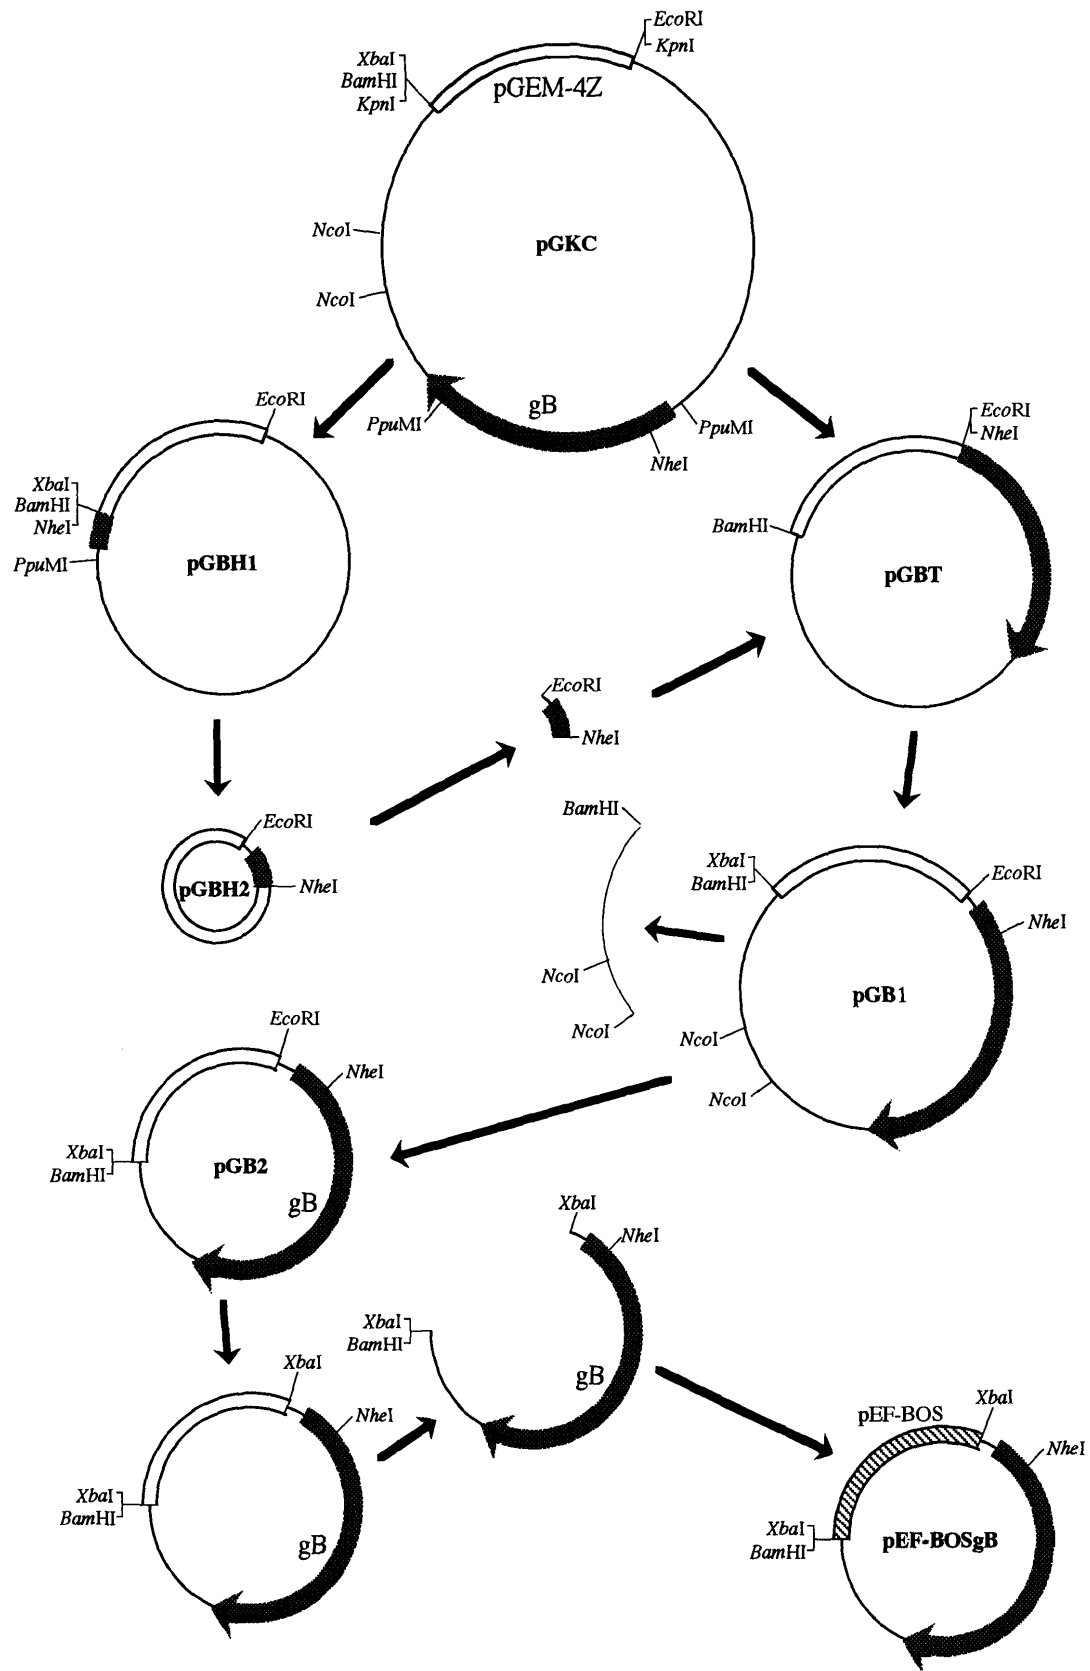 EcoRI
KpnI
XbaI
BamHI
KpnI
pGEM-4Z
NcoI
pGKC
NcoI
gB
PpuMI
PpuMI
NheI
EcoRI
XbaI
BamHI
NheI
PpuMI
pGBH1
EcoRI
NheI
BamHI
pGBT
EcoRI
NheI
EcoRI
pGBH2
NheI
BamHI
NcoI
NcoI
XbaI
BamHI
EcoRI
NheI
pGB1
NcoI
NcoI
EcoRI
NheI
XbaI
BamHI
pGB2
gB
XbaI
NheI
XbaI
BamHI
gB
XbaI
NheI
XbaI
BamHI
gB
pEF-BOS
XbaI
NheI
XbaI
BamHI
pEF-BOSgB